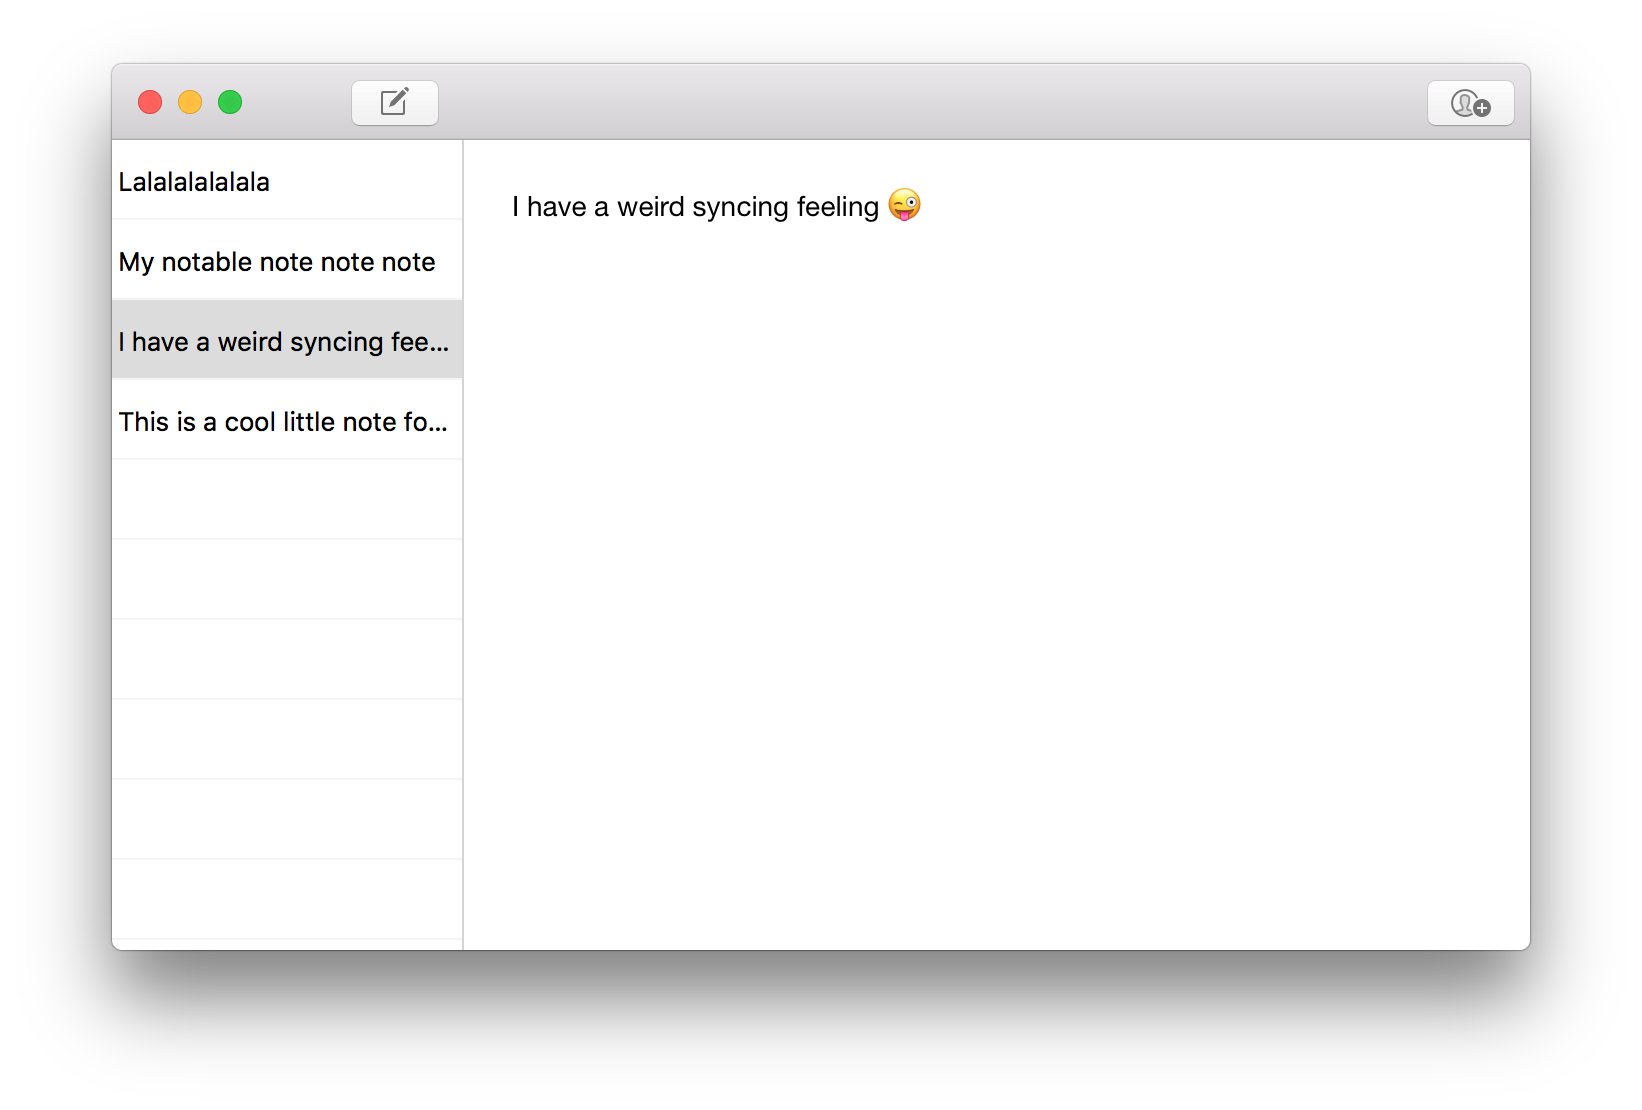 Lalalalalalala
My notable note note note
I have a weird syncing fee...
This is a cool little note fo...
I have a weird syncing feeling 😜